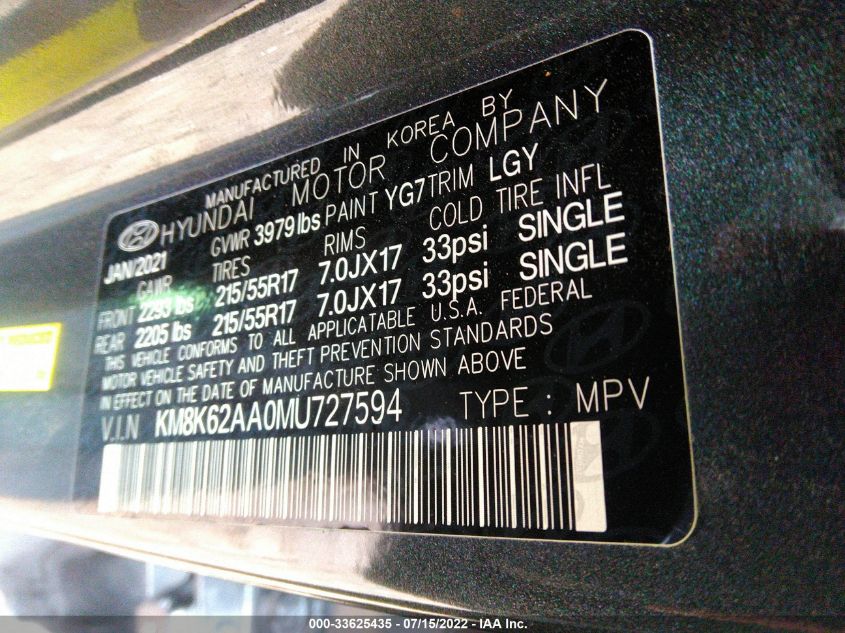 MANUFACTURED IN KOREA BY
HYUNDAI MOTOR COMPANY
JAN/2021 GVWR 3979 lbs PAINT YG7 TRIM LGY
GAWR TIRES RIMS COLD TIRE INFL
FRONT 2293 lbs 215/55R17 7.0JX17 33psi SINGLE
REAR 2205 lbs 215/55R17 7.0JX17 33psi SINGLE
THIS VEHICLE CONFORMS TO ALL APPLICATABLE U.S.A. FEDERAL
MOTOR VEHICLE SAFETY AND THEFT PREVENTION STANDARDS
IN EFFECT ON THE DATE OF MANUFACTURE SHOWN ABOVE
V.I.N KM8K62AA0MU727594 TYPE : MPV
000-33625435 - 07/15/2022 - IAA Inc.